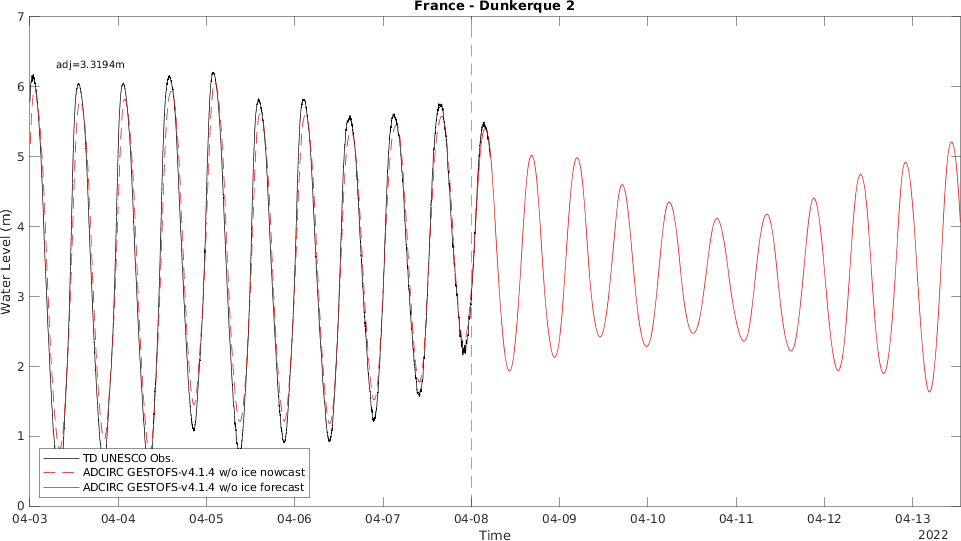 France - Dunkerque 2
7
adj=3.3194m
6
5
4
3
2
1
0
Water Level (m)
TD UNESCO Obs.
ADCIRC GESTOFS-v4.1.4 w/o ice nowcast
ADCIRC GESTOFS-v4.1.4 w/o ice forecast
04-03 04-04 04-05 04-06 04-07 04-08 04-09 04-10 04-11 04-12 04-13
Time
2022